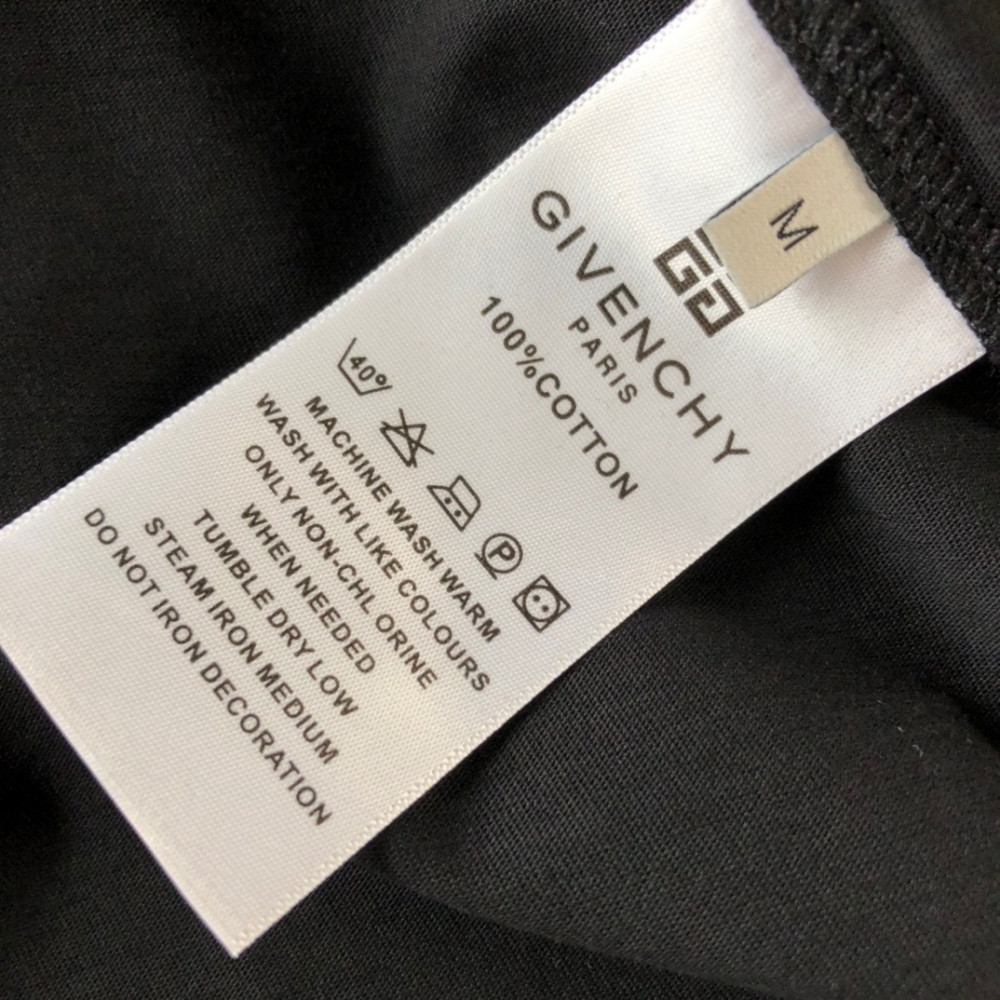 M
GIVENCHY
PARIS
100%COTTON
40°
P
MACHINE WASH WARM
WASH WITH LIKE COLOURS
ONLY NON-CHL ORINE
WHEN NEEDED
TUMBLE DRY LOW
STEAM IRON MEDIUM
DO NOT IRON DECORATION